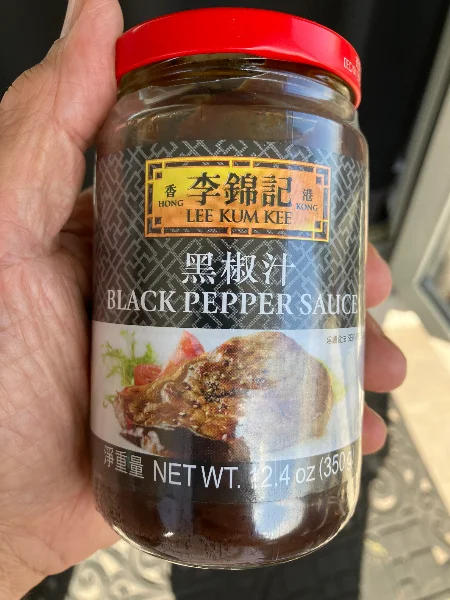 香 李錦記 港
HONG KONG
LEE KUM KEE
黑椒汁
BLACK PEPPER SAUCE
淨重量 NET WT. 12.4 oz (350g